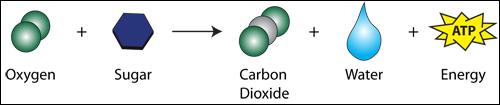 + + +
ATP
Oxygen Sugar Carbon Dioxide Water Energy